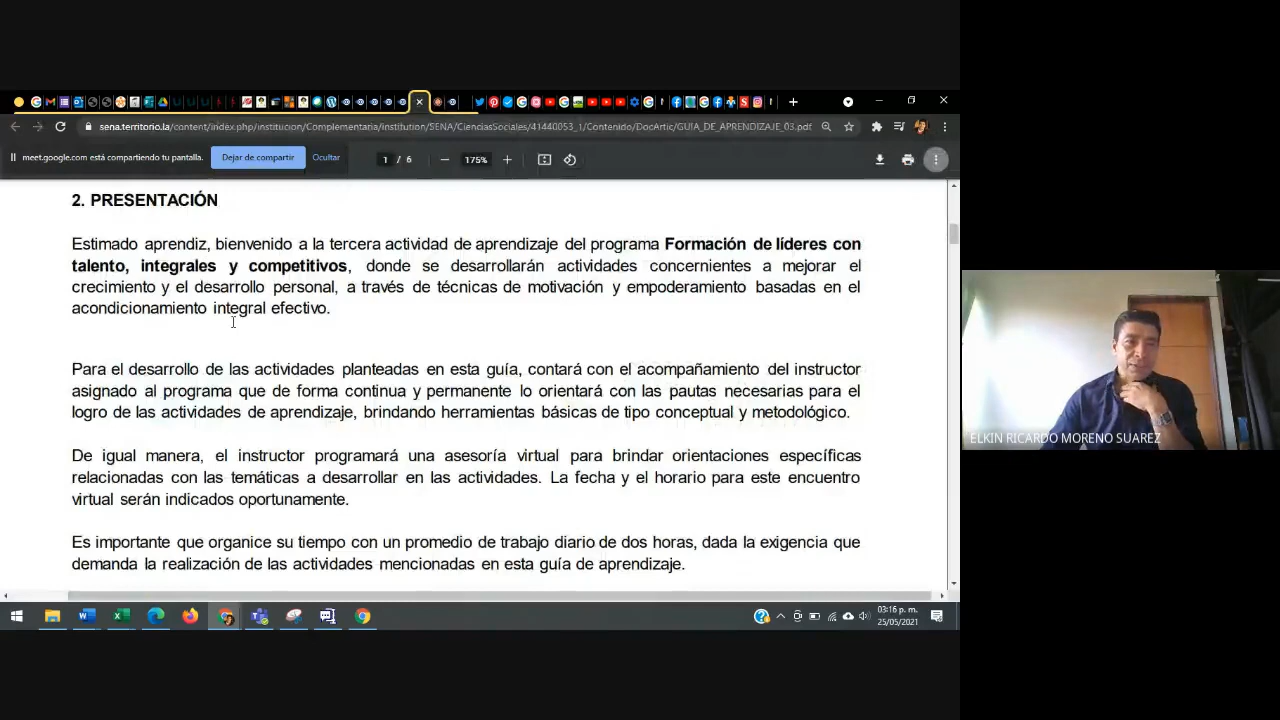 sena.territorio.la/content/index.php/institucion/Complementaria/institution/SENA/CienciasSociales/41440053_1/Contenido/DocArtic/GUIA_DE_APRENDIZAJE_03.pdf
meet.google.com está compartiendo tu pantalla. Dejar de compartir Ocultar 1 / 6 175%
2. PRESENTACIÓN
Estimado aprendiz, bienvenido a la tercera actividad de aprendizaje del programa Formación de líderes con
talento, integrales y competitivos, donde se desarrollarán actividades concernientes a mejorar el
crecimiento y el desarrollo personal, a través de técnicas de motivación y empoderamiento basadas en el
acondicionamiento integral efectivo.
Para el desarrollo de las actividades planteadas en esta guía, contará con el acompañamiento del instructor
asignado al programa que de forma continua y permanente lo orientará con las pautas necesarias para el
logro de las actividades de aprendizaje, brindando herramientas básicas de tipo conceptual y metodológico.
De igual manera, el instructor programará una asesoría virtual para brindar orientaciones específicas
relacionadas con las temáticas a desarrollar en las actividades. La fecha y el horario para este encuentro
virtual serán indicados oportunamente.
Es importante que organice su tiempo con un promedio de trabajo diario de dos horas, dada la exigencia que
demanda la realización de las actividades mencionadas en esta guía de aprendizaje.
ELKIN RICARDO MORENO SUAREZ
03:16 p. m.
25/05/2021